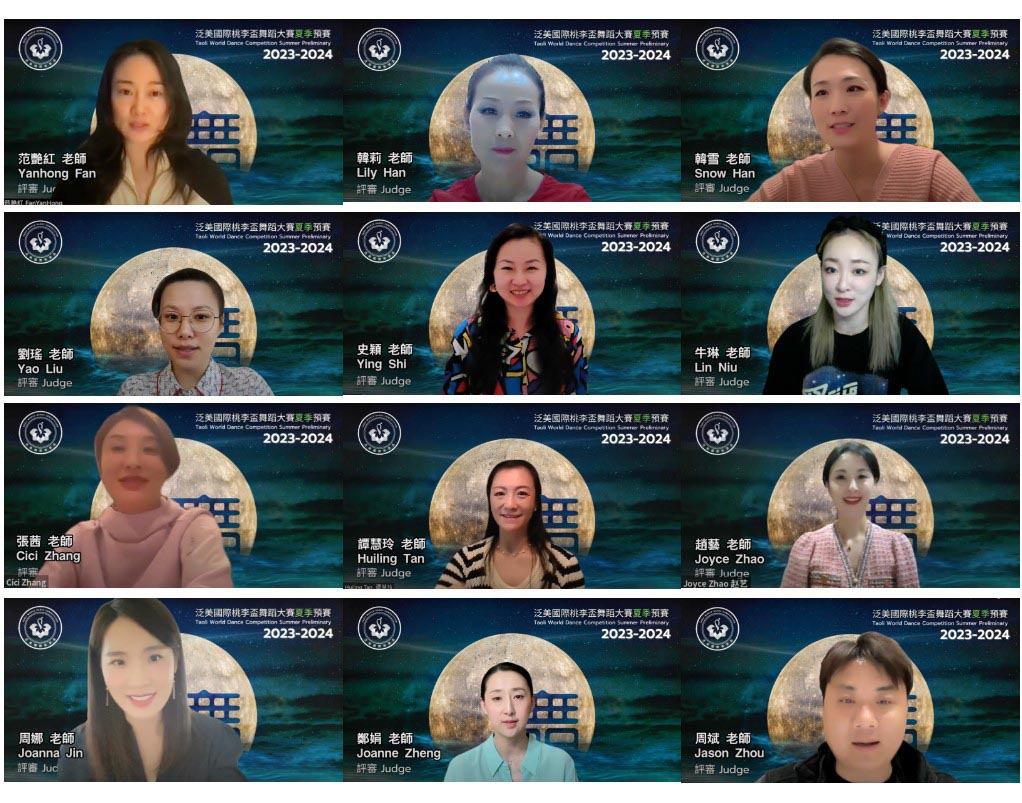 泛美國際桃李盃舞蹈大賽夏季預賽
Taoli World Dance Competition Summer Preliminary
2023-2024
范艷紅 老師
Yanhong Fan
評審 Jud
范艳红 FanYanHong
泛美國際桃李盃舞蹈大賽夏季預賽
Taoli World Dance Competition Summer Preliminary
2023-2024
韓莉 老師
Lily Han
評審 Judge
泛美國際桃李盃舞蹈大賽夏季預賽
Taoli World Dance Competition Summer Preliminary
2023-2024
韓雪 老師
Snow Han
評審 Judge
泛美國際桃李盃舞蹈大賽夏季預賽
Taoli World Dance Competition Summer Preliminary
2023-2024
劉瑤 老師
Yao Liu
評審 Judge
泛美國際桃李盃舞蹈大賽夏季預賽
World Dance Competition Summer Preliminary
2023-2024
史穎 老師
Ying Shi
評審 Judge
美國際桃李盃舞蹈大賽夏季預賽
World Dance Competition Summer Preliminary
2023-2024
牛琳 老師
Lin Niu
評審 Judge
泛美國際桃李盃舞蹈大賽夏季預賽
Taoli World Dance Competition Summer Preliminary
2023-2024
張茜 老師
Cici Zhang
評審
Cici Zhang
泛美國際桃李盃舞蹈大賽夏季預賽
Taoli World Dance Competition Summer Preliminary
2023-2024
譚慧玲 老師
Huiling Tan
評審 Judge
Huiling Tan
泛美國際桃李盃舞蹈大賽夏季預賽
Taoli World Dance Competition Summer Preliminary
2023-2024
趙藝 老師
Joyce Zhao
評審 Judge
Joyce Zhao 赵艺
泛美國際桃李盃舞蹈大賽夏季預賽
Taoli World Dance Competition Summer Preliminary
2023-2024
周娜 老師
Joanna Jin
評審 Jud
泛美國際桃李盃舞蹈大賽夏季預賽
Taoli World Dance Competition Summer Preliminary
2023-2024
鄭娟 老師
Joanne Zheng
評審 Judge
泛美國際桃李盃舞蹈大賽夏季預賽
Taoli World Dance Competition Summer Preliminary
2023-2024
周斌 老師
Jason Zhou
評審 Judge